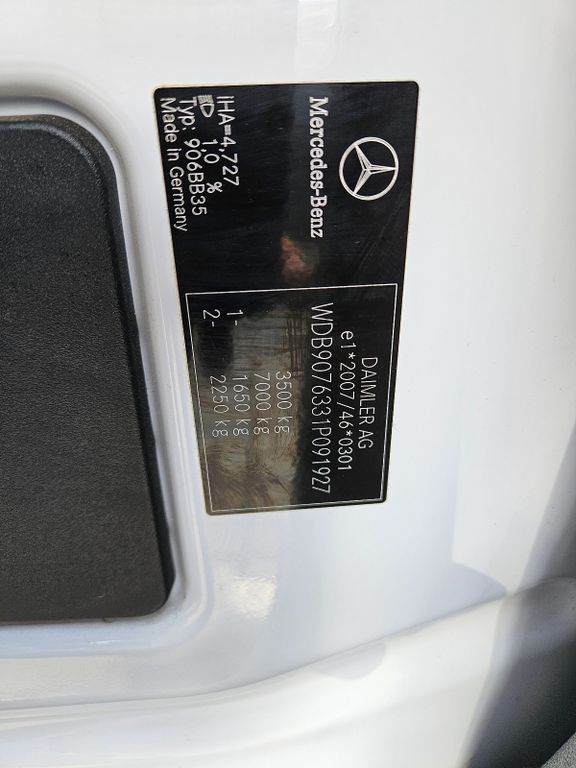 Mercedes-Benz
iHA=4,727
1,0 %
Typ: 906BB35
Made in Germany
DAIMLER AG
e1*2007/46*0301
WDB9076331P091927
3500 kg
7000 kg
1- 1650 kg
2- 2250 kg